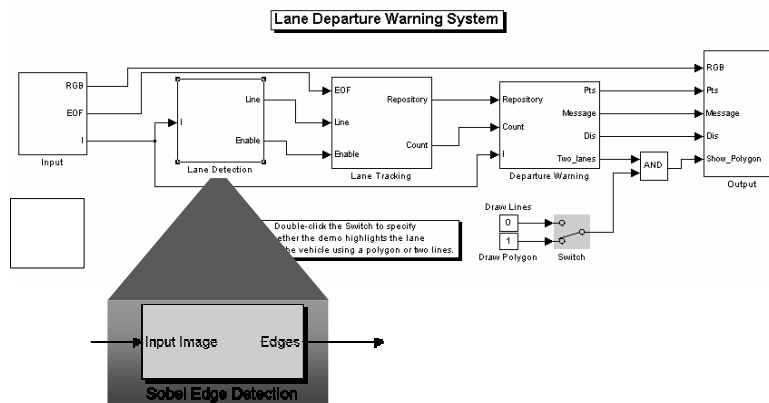 Lane Departure Warning System
RGB
EOF
I
Input
I
Line
Enable
Lane Detection
EOF
Line
Enable
Repository
Count
Lane Tracking
Repository
Count
I
Pts
Message
Dis
Two_lanes
Departure Warning
AND
RGB
Pts
Message
Dis
Show_Polygon
Output
Double-click the Switch to specify
ether the demo highlights the lane
the vehicle using a polygon or two lines.
Draw Lines
0
1
Draw Polygon
Switch
Input Image
Edges
Sobel Edge Detection